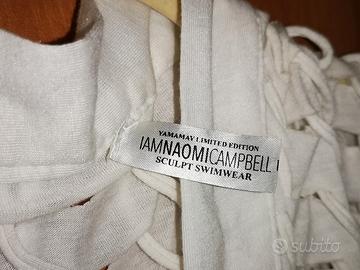 YAMAMAY LIMITED EDITION
IAMNAOMICAMPBELL
SCULPT SWIMWEAR
subito